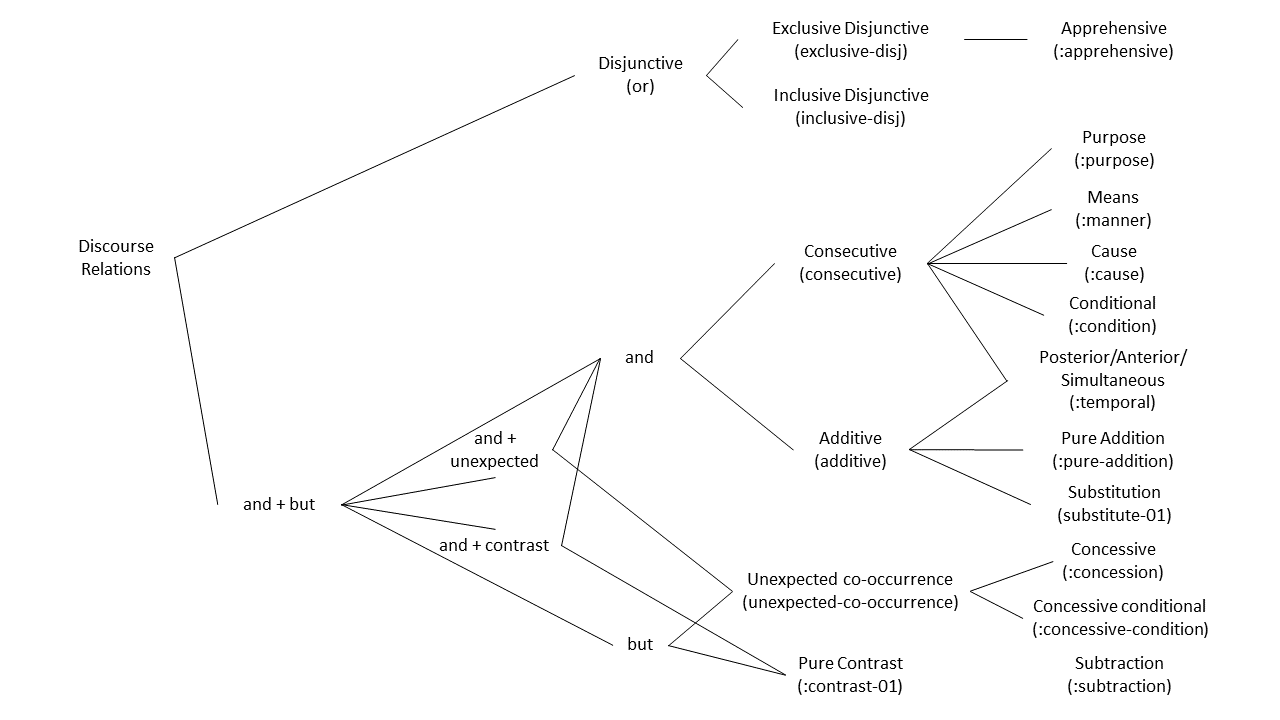 Exclusive Disjunctive
(exclusive-disj)
Apprehensive
(:apprehensive)
Disjunctive
(or)
Inclusive Disjunctive
(inclusive-disj)
Purpose
(:purpose)
Means
(:manner)
Discourse
Relations
Consecutive
(consecutive)
Cause
(:cause)
Conditional
(:condition)
and
Posterior/Anterior/
Simultaneous
(:temporal)
and +
unexpected
Additive
(additive)
Pure Addition
(:pure-addition)
Substitution
(substitute-01)
and + but
and + contrast
Concessive
(:concession)
Unexpected co-occurrence
(unexpected-co-occurrence)
Concessive conditional
(:concessive-condition)
but
Pure Contrast
(:contrast-01)
Subtraction
(:subtraction)